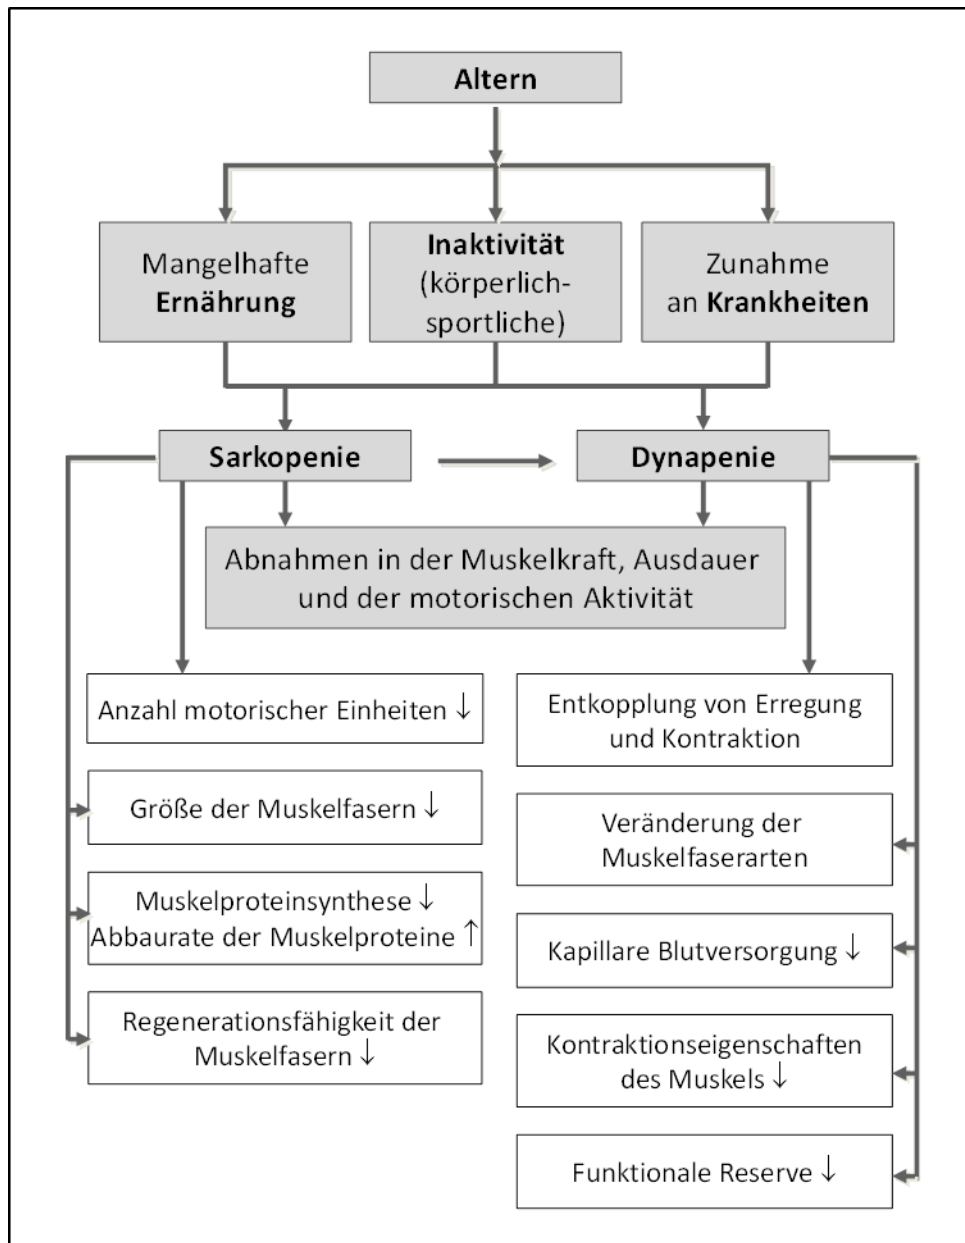 Altern
Mangelhafte
Ernährung
Inaktivität
(körperlich-
sportliche)
Zunahme
an Krankheiten
Sarkopenie
Dynapenie
Abnahmen in der Muskelkraft, Ausdauer
und der motorischen Aktivität
Anzahl motorischer Einheiten ↓
Größe der Muskelfasern ↓
Muskelproteinsynthese ↓
Abbaurate der Muskelproteine ↑
Regenerationsfähigkeit der
Muskelfasern ↓
Entkopplung von Erregung
und Kontraktion
Veränderung der
Muskelfaserarten
Kapillare Blutversorgung ↓
Kontraktionseigenschaften
des Muskels ↓
Funktionale Reserve ↓